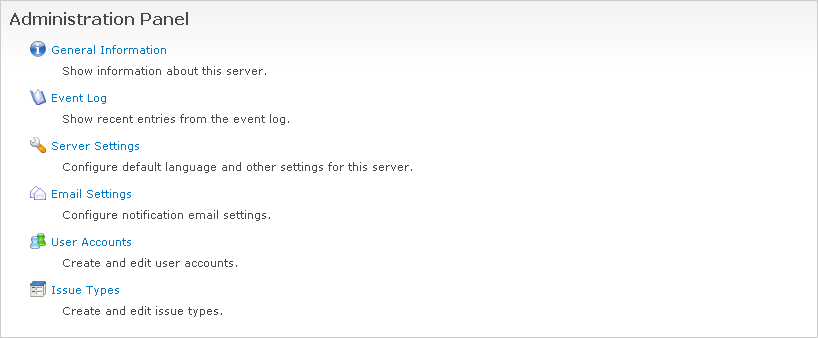 Administration Panel
General Information
Show information about this server.
Event Log
Show recent entries from the event log.
Server Settings
Configure default language and other settings for this server.
Email Settings
Configure notification email settings.
User Accounts
Create and edit user accounts.
Issue Types
Create and edit issue types.